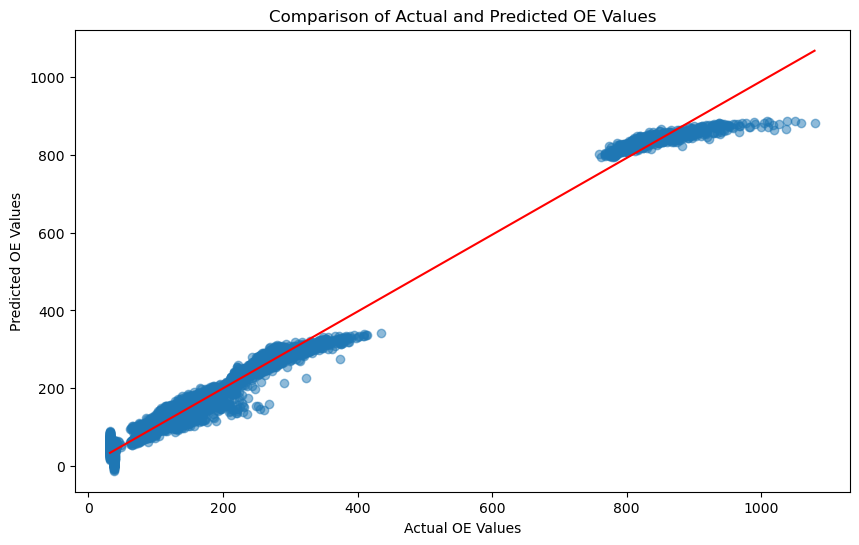 Comparison of Actual and Predicted OE Values
Predicted OE Values
1000
800
600
400
200
0
0 200 400 600 800 1000
Actual OE Values